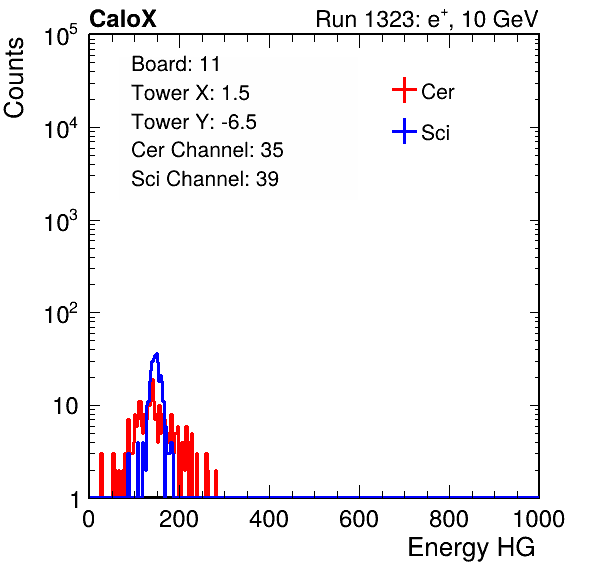 CaloX Run 1323: e⁺, 10 GeV
Counts
10⁵
10⁴
10³
10²
10
1
Board: 11
Tower X: 1.5
Tower Y: -6.5
Cer Channel: 35
Sci Channel: 39
Cer
Sci
0 200 400 600 800 1000
Energy HG